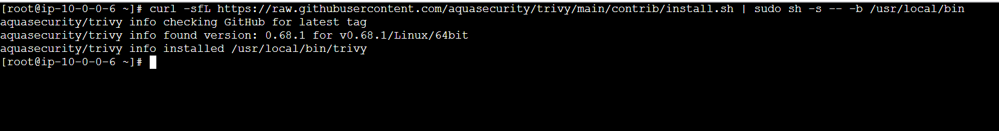 [root@ip-10-0-0-6 ~]# curl -sfL https://raw.githubusercontent.com/aquasecurity/trivy/main/contrib/install.sh | sudo sh -s -- -b /usr/local/bin
aquasecurity/trivy info checking GitHub for latest tag
aquasecurity/trivy info found version: 0.68.1 for v0.68.1/Linux/64bit
aquasecurity/trivy info installed /usr/local/bin/trivy
[root@ip-10-0-0-6 ~]#